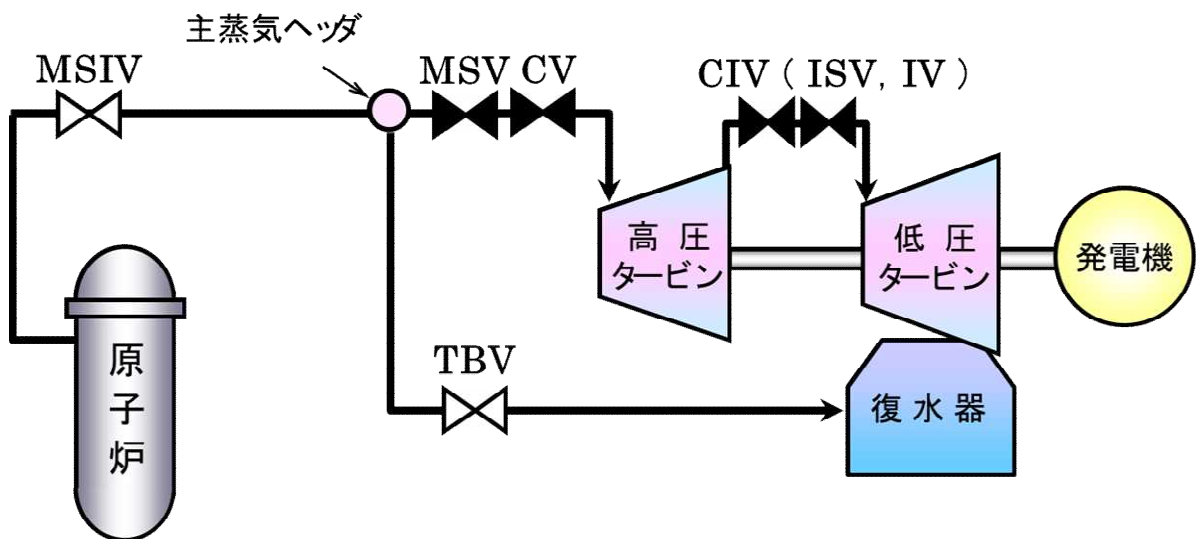 主蒸気ヘッダ
MSIV
MSV
CV
CIV ( ISV, IV )
高圧
タービン
低圧
タービン
発電機
原
子
炉
TBV
復水器